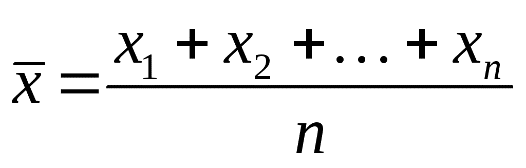 x̄ = (x₁ + x₂ + … + xₙ) / n